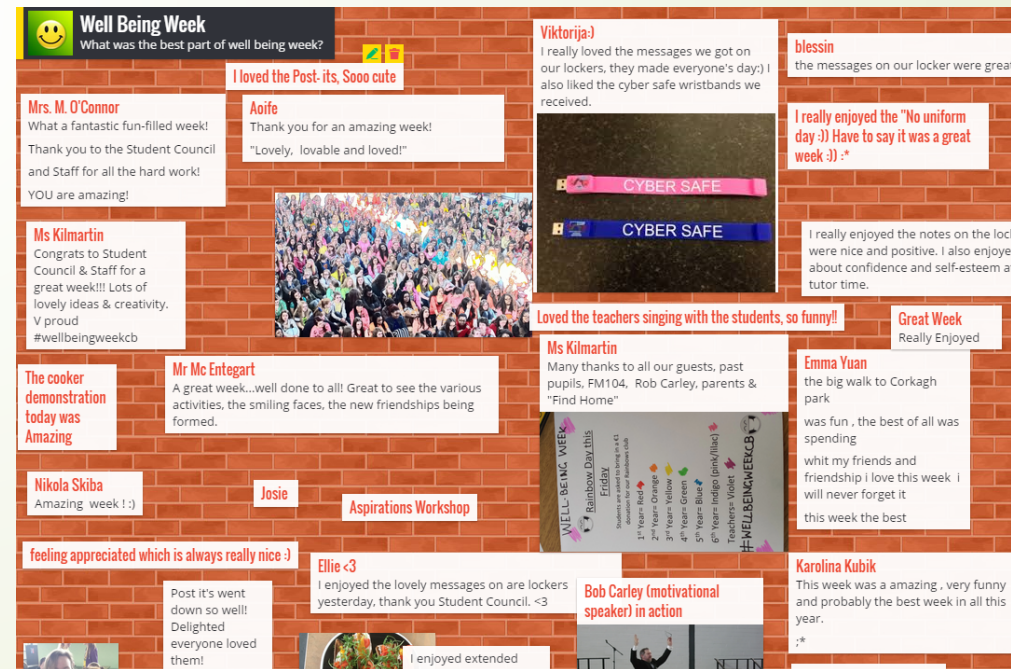 Well Being Week
What was the best part of well being week?
I loved the Post-its, Sooo cute
Mrs. M. O'Connor
What a fantastic fun-filled week!
Thank you to the Student Council
and Staff for all the hard work!
YOU are amazing!
Aoife
Thank you for an amazing week!
"Lovely, lovable and loved!"
Viktorija:)
I really loved the messages we got on
our lockers, they made everyone's day:) I
also liked the cyber safe wristbands we
received.
CYBER SAFE
CYBER SAFE
blessin
the messages on our locker were great
I really enjoyed the "No uniform
day :)) Have to say it was a great
week :)) :*
I really enjoyed the notes on the
were nice and positive. I also
about confidence and self-esteem
tutor time.
Ms Kilmartin
Congrats to Student
Council & Staff for a
great week!!! Lots of
lovely ideas & creativity.
V proud
#wellbeingweekcb
Loved the teachers singing with the students, so funny!!
Great Week
Really Enjoyed
The cooker
demonstration
today was
Amazing
Mr Mc Entegart
A great week...well done to all! Great to see the various
activities, the smiling faces, the new friendships being
formed.
Ms Kilmartin
Many thanks to all our guests, past
pupils, FM104, Rob Carley, parents &
"Find Home"
WELL-BEING WEEK
Rainbow Day this
Friday
Students are asked to bring in a €1
donation for our Rainbows club
1st Year= Red
2nd Year= Orange
3rd Year= Yellow
4th Year= Green
5th Year= Blue
6th Year= Indigo (pink/lilac)
Teachers= Violet
#WELLBEINGWEEKCB
Emma Yuan
the big walk to Corkagh
park
was fun , the best of all was
spending
whit my friends and
friendship i love this week i
will never forget it
this week the best
Nikola Skiba
Amazing week ! :)
Josie
Aspirations Workshop
feeling appreciated which is always really nice :)
Ellie <3
I enjoyed the lovely messages on are lockers
yesterday, thank you Student Council. <3
Post it's went
down so well!
Delighted
everyone loved
them!
I enjoyed extended
Bob Carley (motivational
speaker) in action
Karolina Kubik
This week was a amazing , very funny
and probably the best week in all this
year.
:*